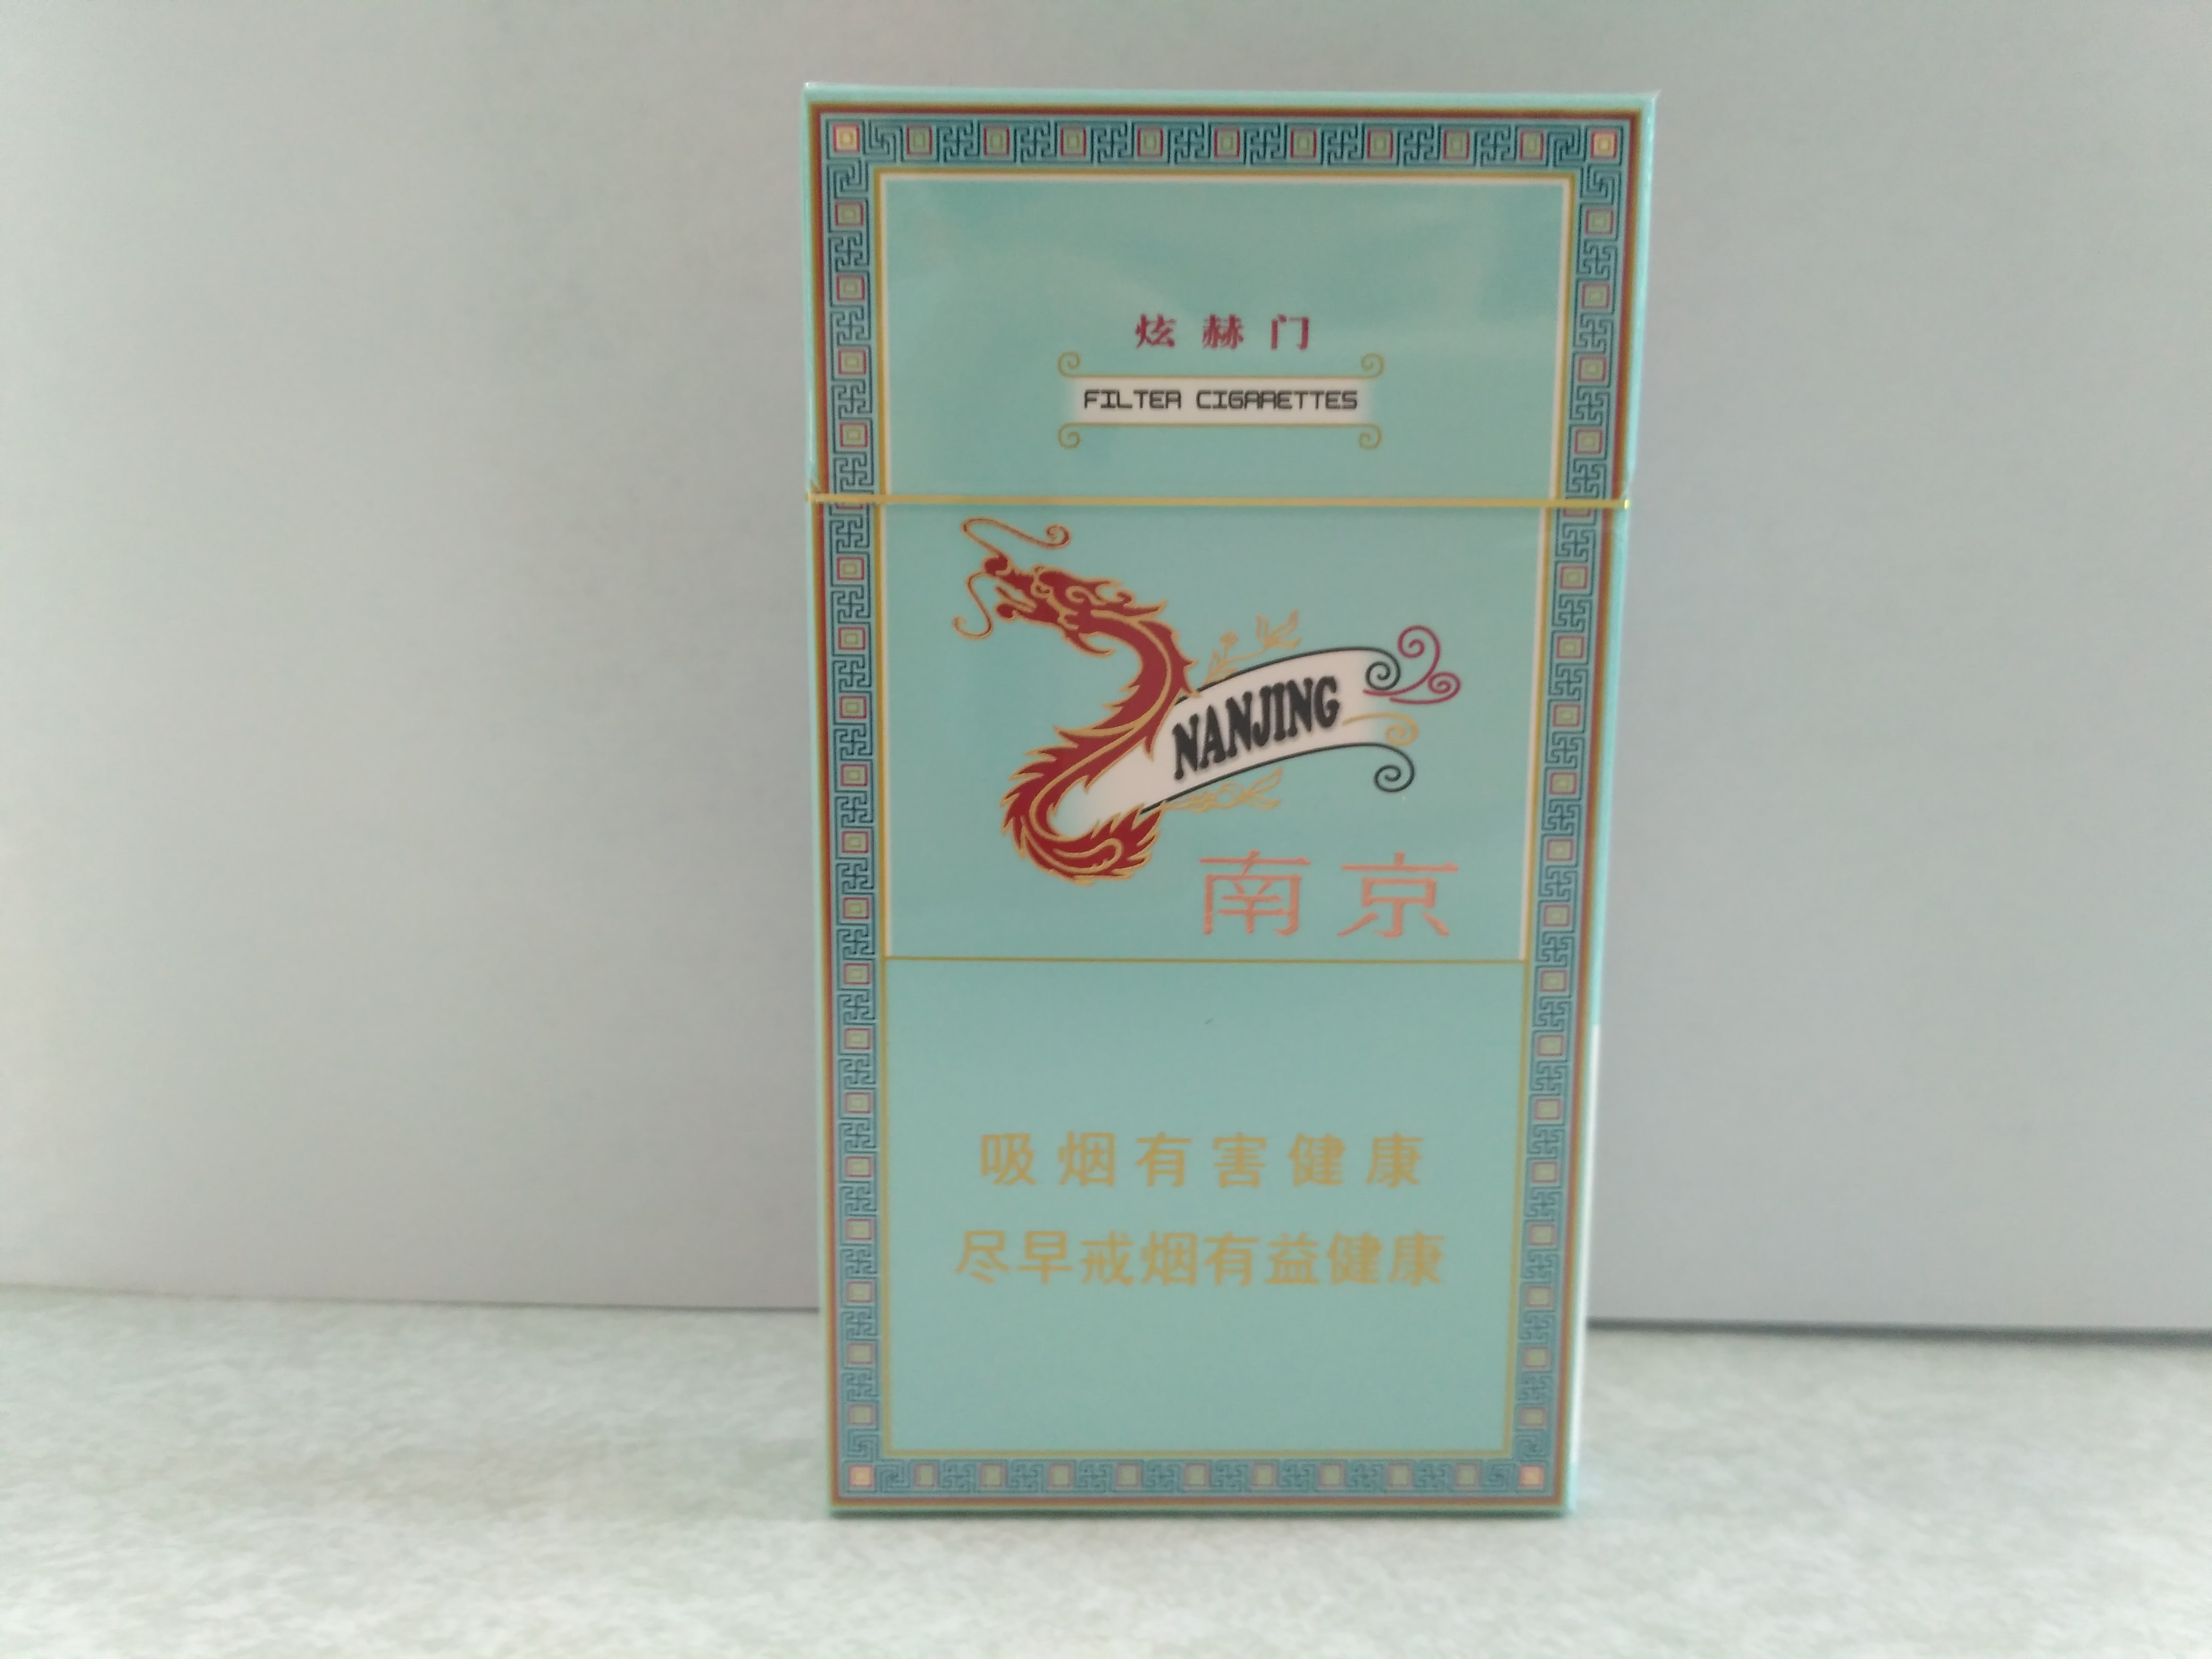 炫赫门
FILTER CIGARETTES
NANJING
南京
吸烟有害健康
尽早戒烟有益健康